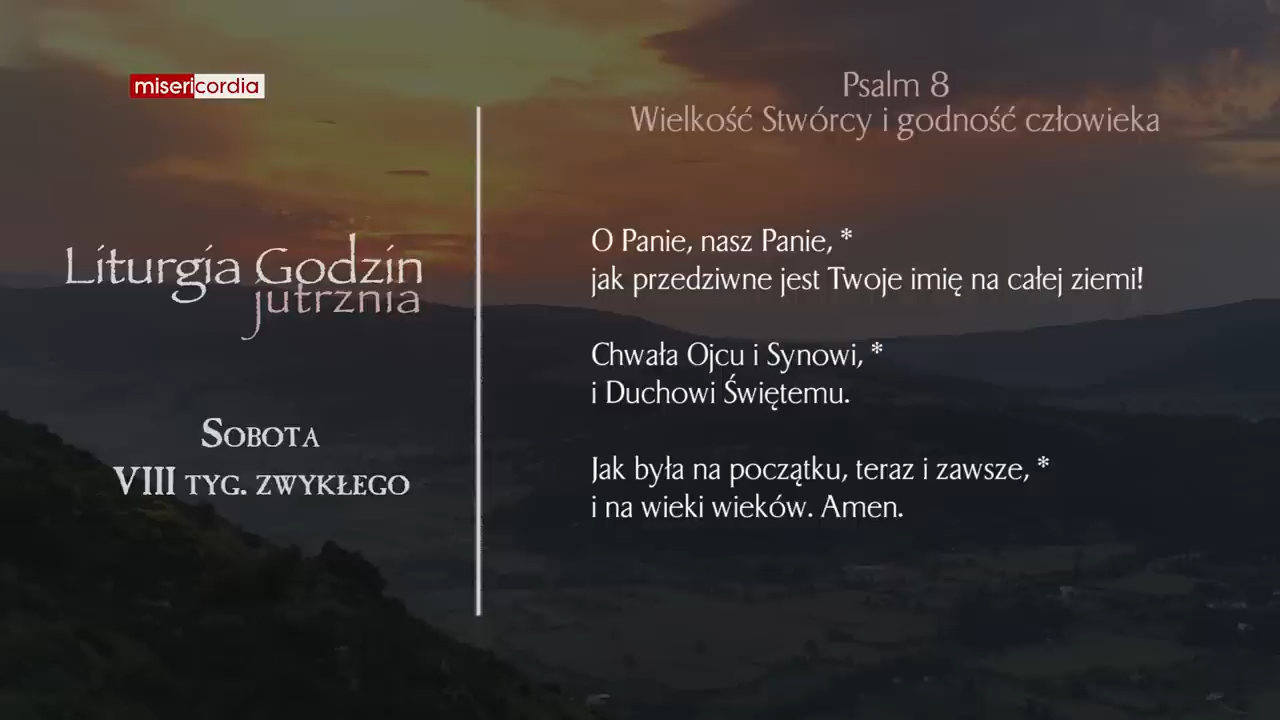 misericordia
Liturgia Godzin
jutrznia
Sobota
VIII tyg. zwykłego
Psalm 8
Wielkość Stwórcy i godność człowieka
O Panie, nasz Panie, *
jak przedziwne jest Twoje imię na całej ziemi!
Chwała Ojcu i Synowi, *
i Duchowi Świętemu.
Jak była na początku, teraz i zawsze, *
i na wieki wieków. Amen.